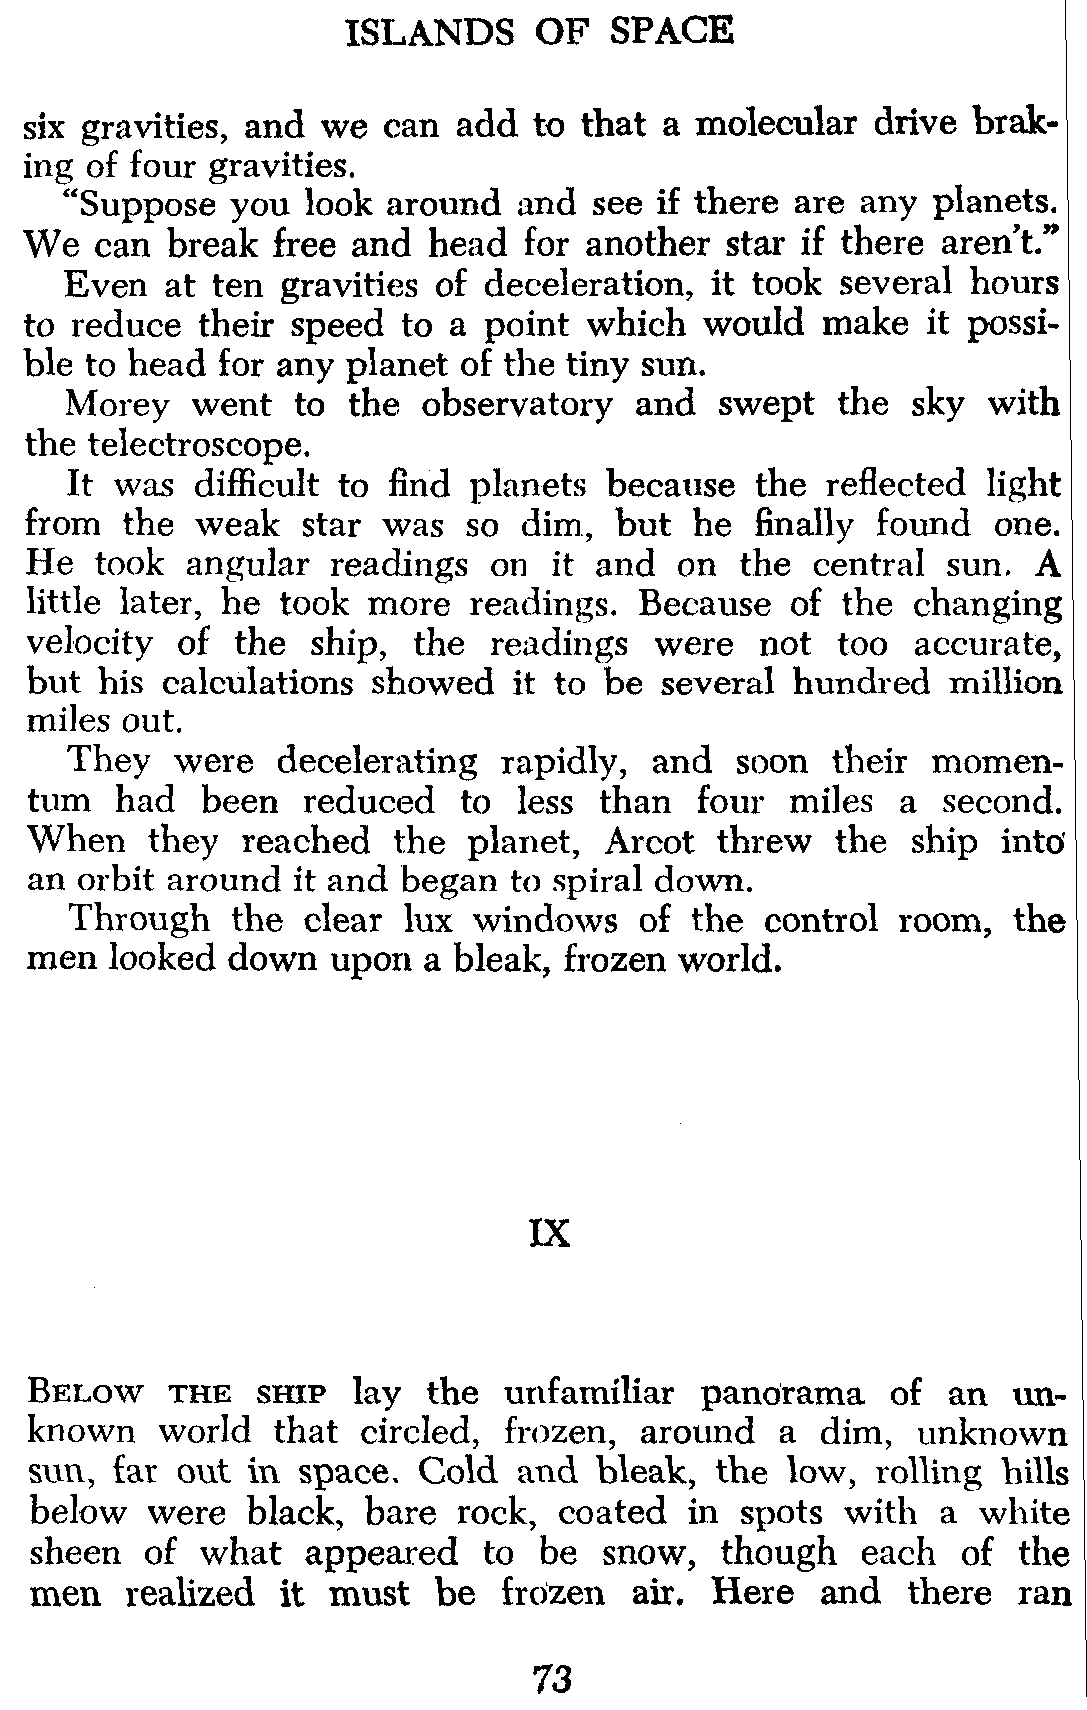 ISLANDS OF SPACE
six gravities, and we can add to that a molecular drive brak-
ing of four gravities.
“Suppose you look around and see if there are any planets.
We can break free and head for another star if there aren't.”
Even at ten gravities of deceleration, it took several hours
to reduce their speed to a point which would make it possi-
ble to head for any planet of the tiny sun.
Morey went to the observatory and swept the sky with
the telectroscope.
It was difficult to find planets because the reflected light
from the weak star was so dim, but he finally found one.
He took angular readings on it and on the central sun. A
little later, he took more readings. Because of the changing
velocity of the ship, the readings were not too accurate,
but his calculations showed it to be several hundred million
miles out.
They were decelerating rapidly, and soon their momen-
tum had been reduced to less than four miles a second.
When they reached the planet, Arcot threw the ship into
an orbit around it and began to spiral down.
Through the clear lux windows of the control room, the
men looked down upon a bleak, frozen world.
IX
BELOW THE SHIP lay the unfamiliar panorama of an un-
known world that circled, frozen, around a dim, unknown
sun, far out in space. Cold and bleak, the low, rolling hills
below were black, bare rock, coated in spots with a white
sheen of what appeared to be snow, though each of the
men realized it must be frozen air. Here and there ran
73